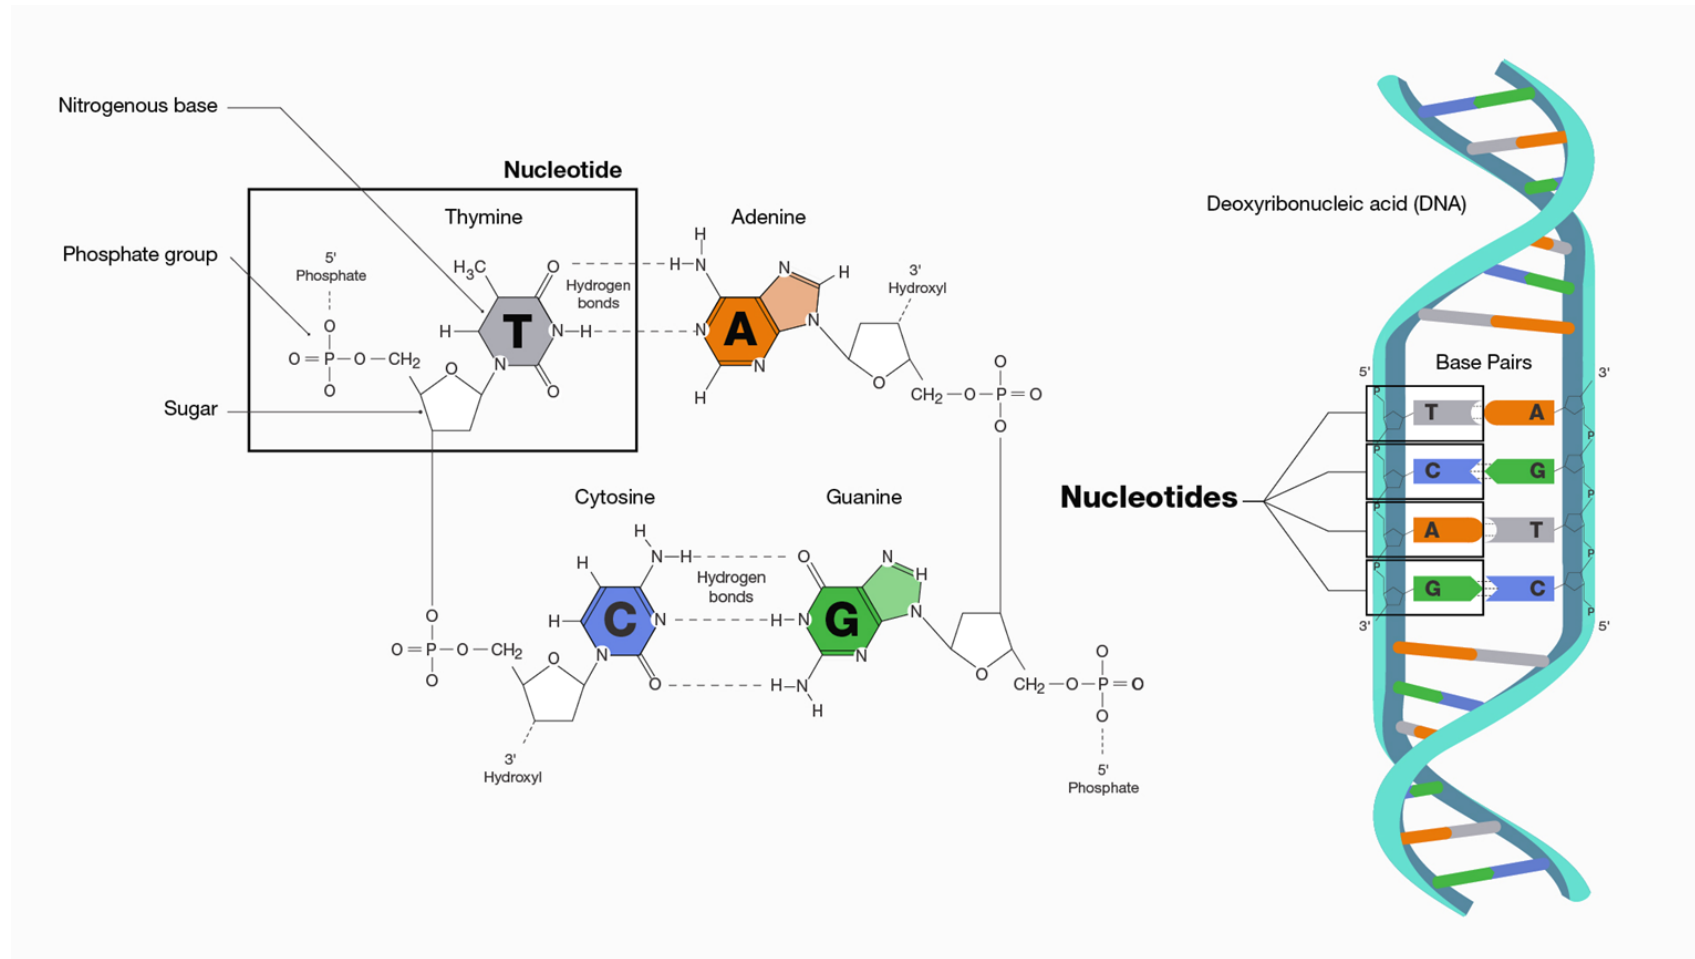 Nitrogenous base
Nucleotide
Deoxyribonucleic acid (DNA)
Thymine
Adenine
Phosphate group
5'
Phosphate
H
H₃C
O
H–N
N
H
3'
Hydroxyl
Hydrogen
bonds
O
H
T
N–H
N
A
N
O=P–O–CH₂
O
O
N
O
N
H
O
CH₂–O–P=O
O
O
Sugar
Base Pairs
5'
3'
P
T
A
P
P
C
G
P
P
A
T
P
P
G
C
P
3'
5'
Nucleotides
Cytosine
Guanine
H
H
N–H
O
N
H
Hydrogen
bonds
H
C
N
H–N
G
N
O
O=P–O–CH₂
O
O
N
O
H–N
H
N
O
CH₂–O–P=O
O
O
3'
Hydroxyl
5'
Phosphate